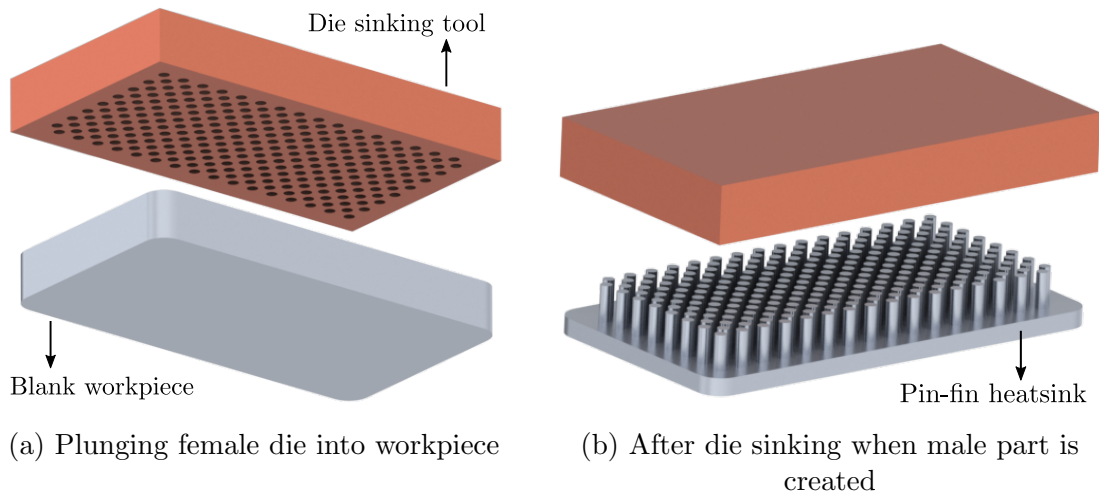 Die sinking tool
Blank workpiece
Pin-fin heatsink
(a) Plunging female die into workpiece
(b) After die sinking when male part is
created